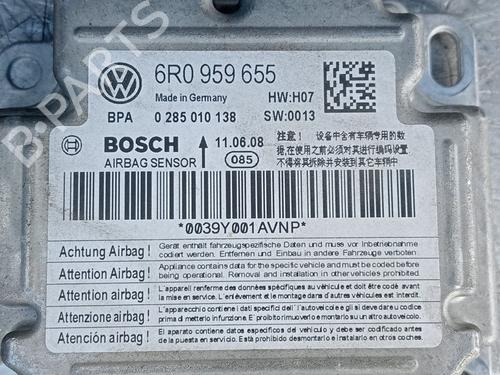 B-PARTS
6R0 959 655
Made in Germany
HW:H07
BPA 0 285 010 138 SW:0013
BOSCH
AIRBAG SENSOR
11.06.08
085
注意! 设备中含有车辆专用的数据,在使用之前必须对其进行编码设置
不得将其拆除并安装到其它车辆中
*0039Y001AVNP*
Achtung Airbag!
Gerät enthält fahrzeugspezifische Daten und muss vor Inbetriebnahme
codiert werden. Entfernen und Einbau in andere Fahrzeuge verboten
Attention Airbag!
Appliance contains data for the specific vehicle and must be coded before
being operational. Removal and installation in other vehicles prohibited.
Attention Airbag!
L'appareil renferme des données spécifiques au véhicule et doit être codé avant
la mise en service. L'enlèvement et le montage dans d'autres véhicules est interdit.
Attenzione airbag!
L'apparecchio contiene i dati specifici dell'autoveicolo e si deve codificare
prima di metterlo in funzione. E'proibito rimuoverlo e montarlo su un altro autoveicolo.
Atención airbag!
El aparato contiene datos específicos del vehículo y debe ser codificado antes
de la puesta en servicio. Está prohibido desmontarlo e instalarlo en otros coches.